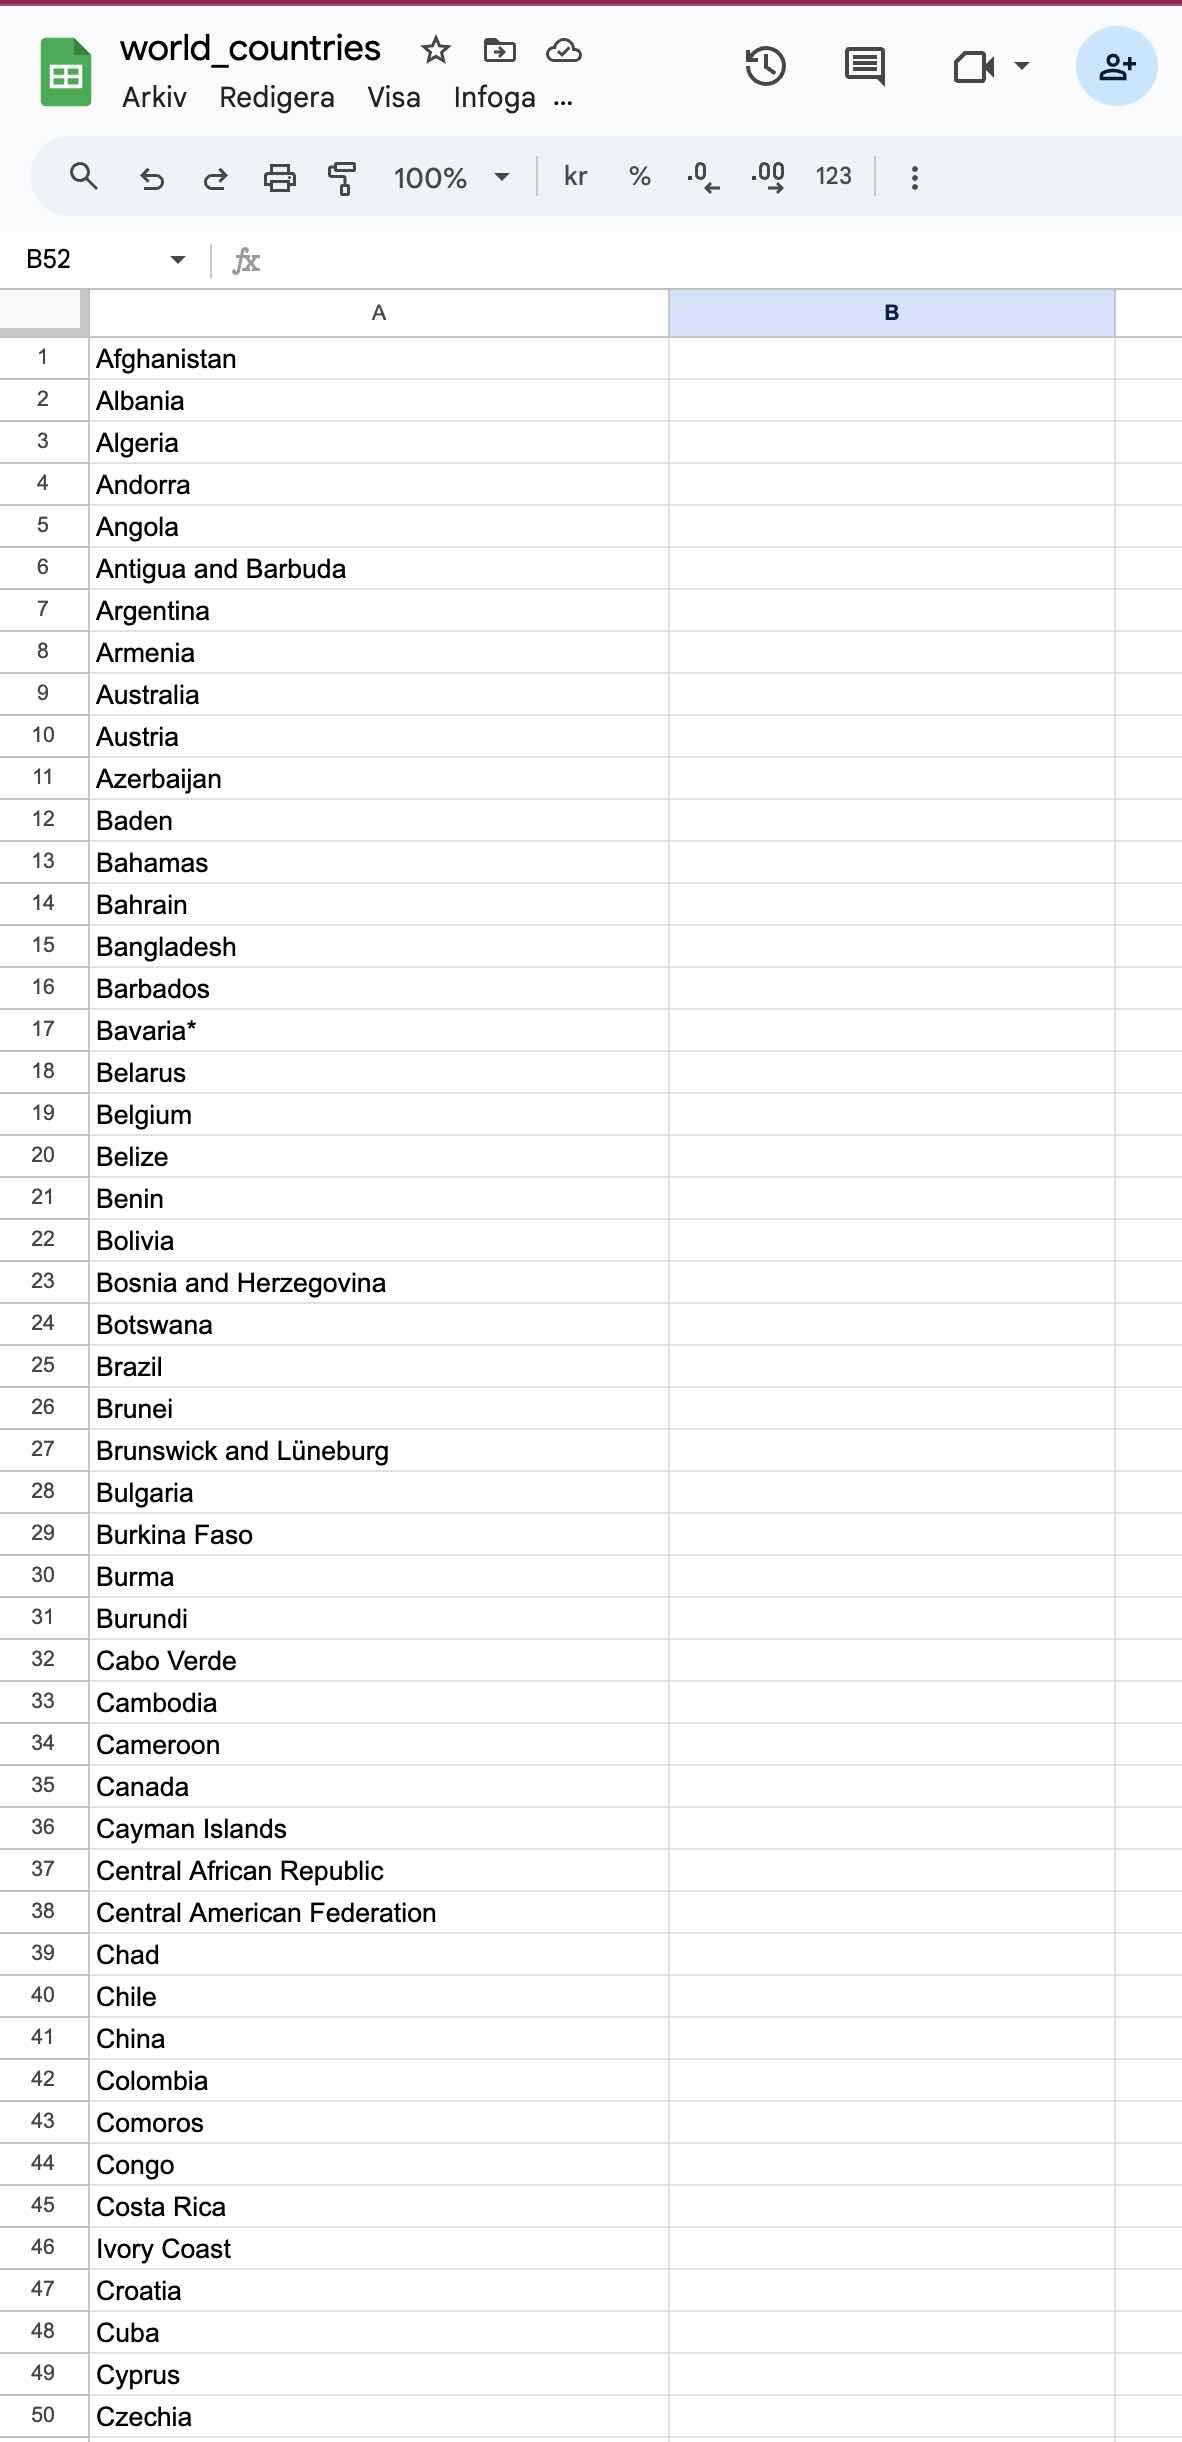 world_countries
Arkiv Redigera Visa Infoga ...
100% kr % .0 .00 123
B52 fx
A B
1 Afghanistan
2 Albania
3 Algeria
4 Andorra
5 Angola
6 Antigua and Barbuda
7 Argentina
8 Armenia
9 Australia
10 Austria
11 Azerbaijan
12 Baden
13 Bahamas
14 Bahrain
15 Bangladesh
16 Barbados
17 Bavaria*
18 Belarus
19 Belgium
20 Belize
21 Benin
22 Bolivia
23 Bosnia and Herzegovina
24 Botswana
25 Brazil
26 Brunei
27 Brunswick and Lüneburg
28 Bulgaria
29 Burkina Faso
30 Burma
31 Burundi
32 Cabo Verde
33 Cambodia
34 Cameroon
35 Canada
36 Cayman Islands
37 Central African Republic
38 Central American Federation
39 Chad
40 Chile
41 China
42 Colombia
43 Comoros
44 Congo
45 Costa Rica
46 Ivory Coast
47 Croatia
48 Cuba
49 Cyprus
50 Czechia